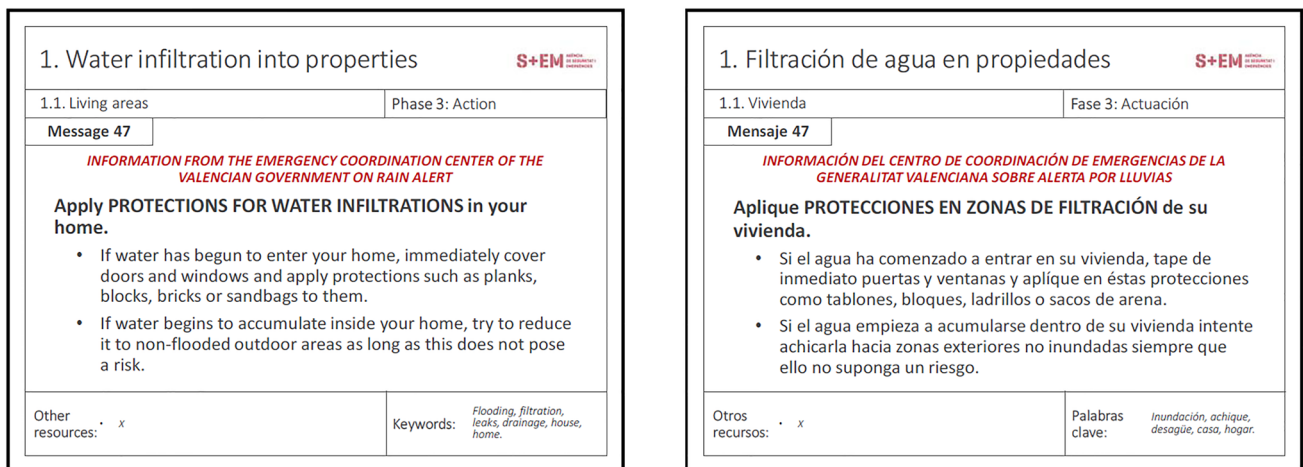 1. Water infiltration into properties
S+EM AGÈNCIA
DE SEGURETAT I
EMERGÈNCIES
1.1. Living areas
Phase 3: Action
Message 47
INFORMATION FROM THE EMERGENCY COORDINATION CENTER OF THE
VALENCIAN GOVERNMENT ON RAIN ALERT
Apply PROTECTIONS FOR WATER INFILTRATIONS in your
home.
• If water has begun to enter your home, immediately cover
doors and windows and apply protections such as planks,
blocks, bricks or sandbags to them.
• If water begins to accumulate inside your home, try to reduce
it to non-flooded outdoor areas as long as this does not pose
a risk.
Other
resources:
· x
Keywords:
Flooding, filtration,
leaks, drainage, house,
home.
1. Filtración de agua en propiedades
S+EM AGÈNCIA
DE SEGURETAT I
EMERGÈNCIES
1.1. Vivienda
Fase 3: Actuación
Mensaje 47
INFORMACIÓN DEL CENTRO DE COORDINACIÓN DE EMERGENCIAS DE LA
GENERALITAT VALENCIANA SOBRE ALERTA POR LLUVIAS
Aplique PROTECCIONES EN ZONAS DE FILTRACIÓN de su
vivienda.
• Si el agua ha comenzado a entrar en su vivienda, tape de
inmediato puertas y ventanas y aplíque en éstas protecciones
como tablones, bloques, ladrillos o sacos de arena.
• Si el agua empieza a acumularse dentro de su vivienda intente
achicarla hacia zonas exteriores no inundadas siempre que
ello no suponga un riesgo.
Otros
recursos:
· x
Palabras
clave:
Inundación, achique,
desagüe, casa, hogar.